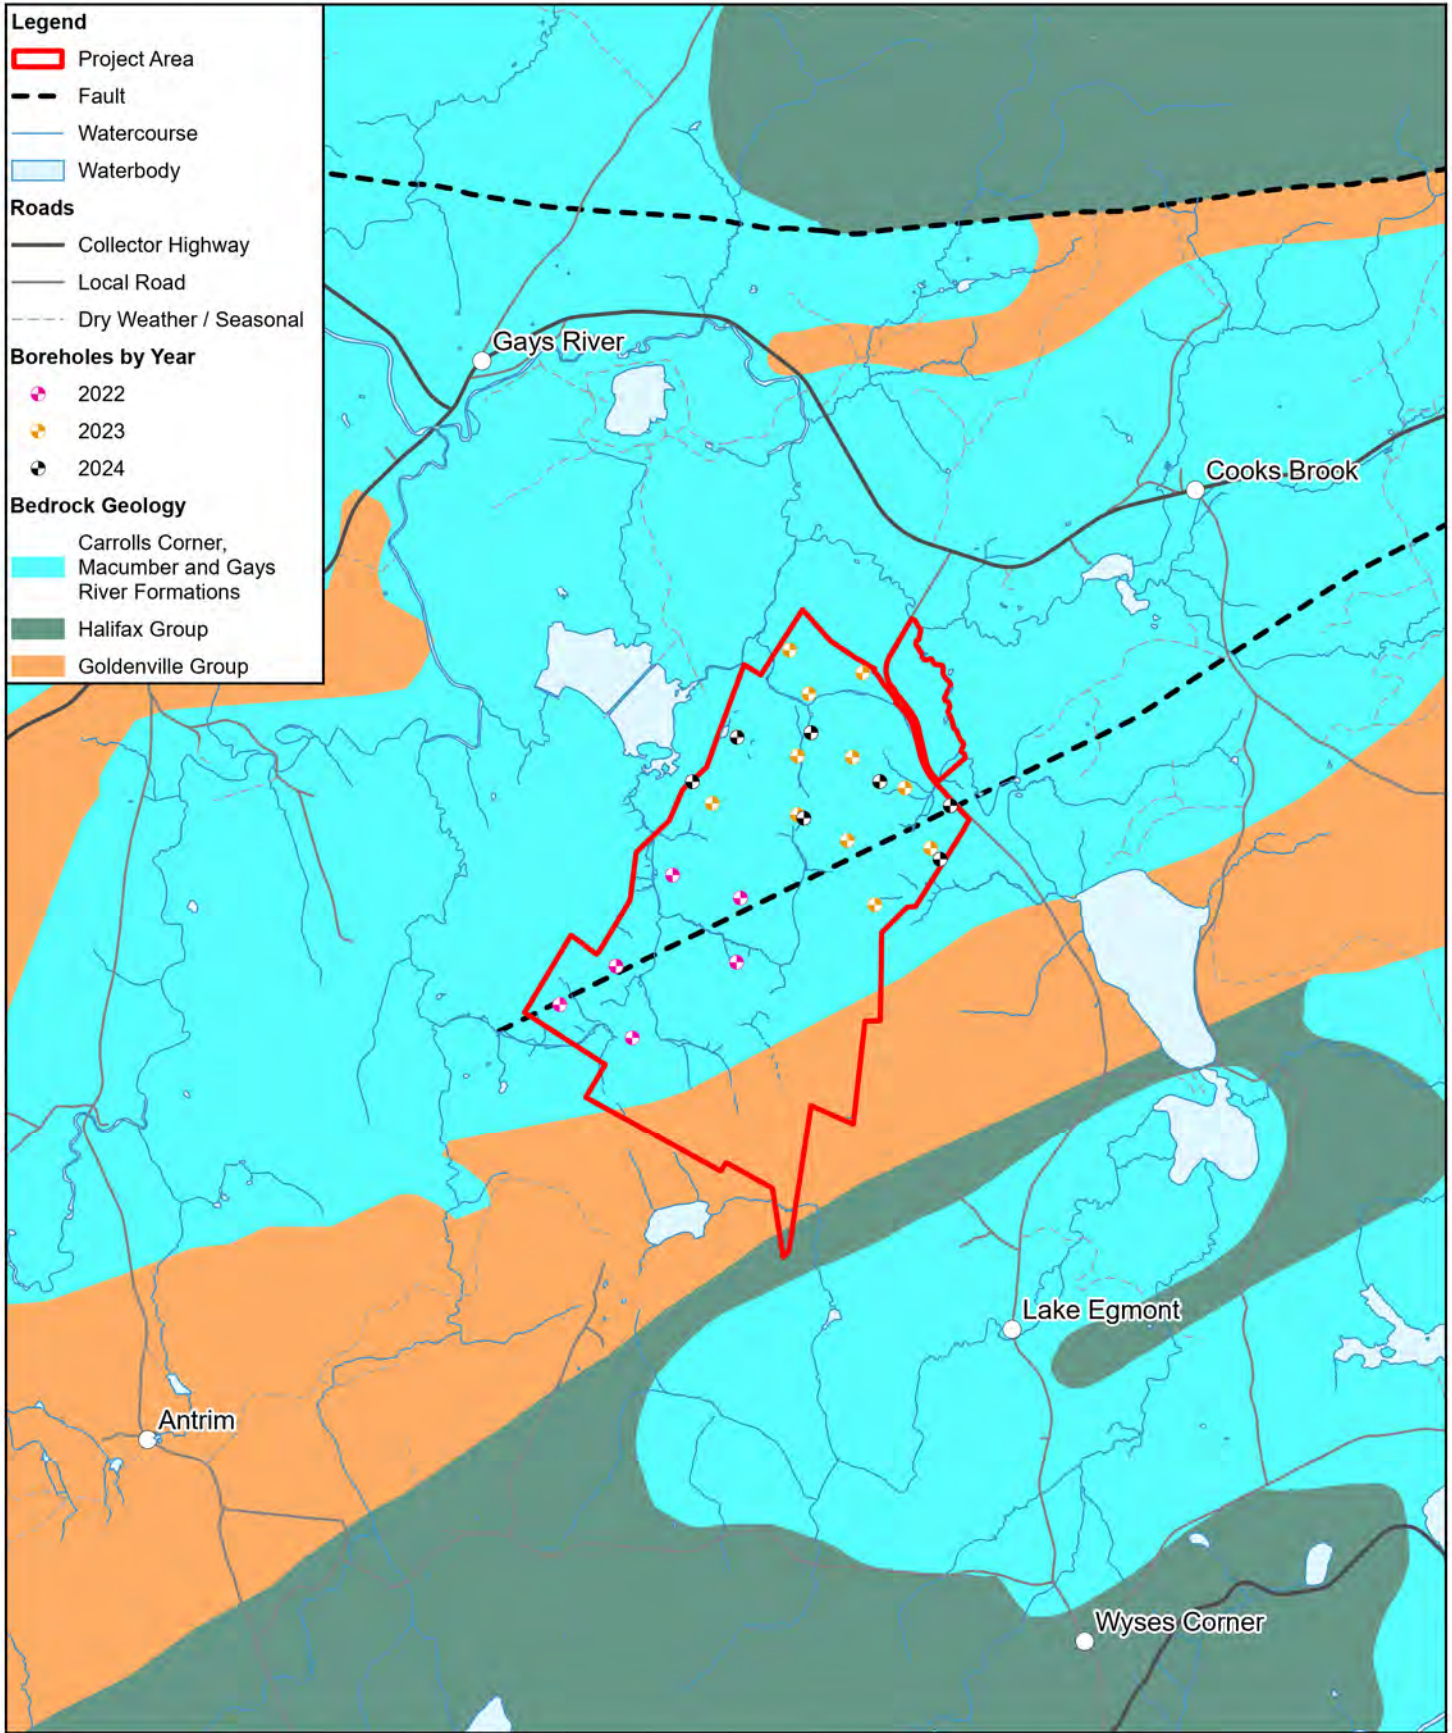 Legend
Project Area
Fault
Watercourse
Waterbody
Roads
Collector Highway
Local Road
Dry Weather / Seasonal
Boreholes by Year
2022
2023
2024
Bedrock Geology
Carrolls Corner,
Macumber and Gays
River Formations
Halifax Group
Goldenville Group
Gays River
Cooks Brook
Lake Egmont
Antrim
Wyses Corner